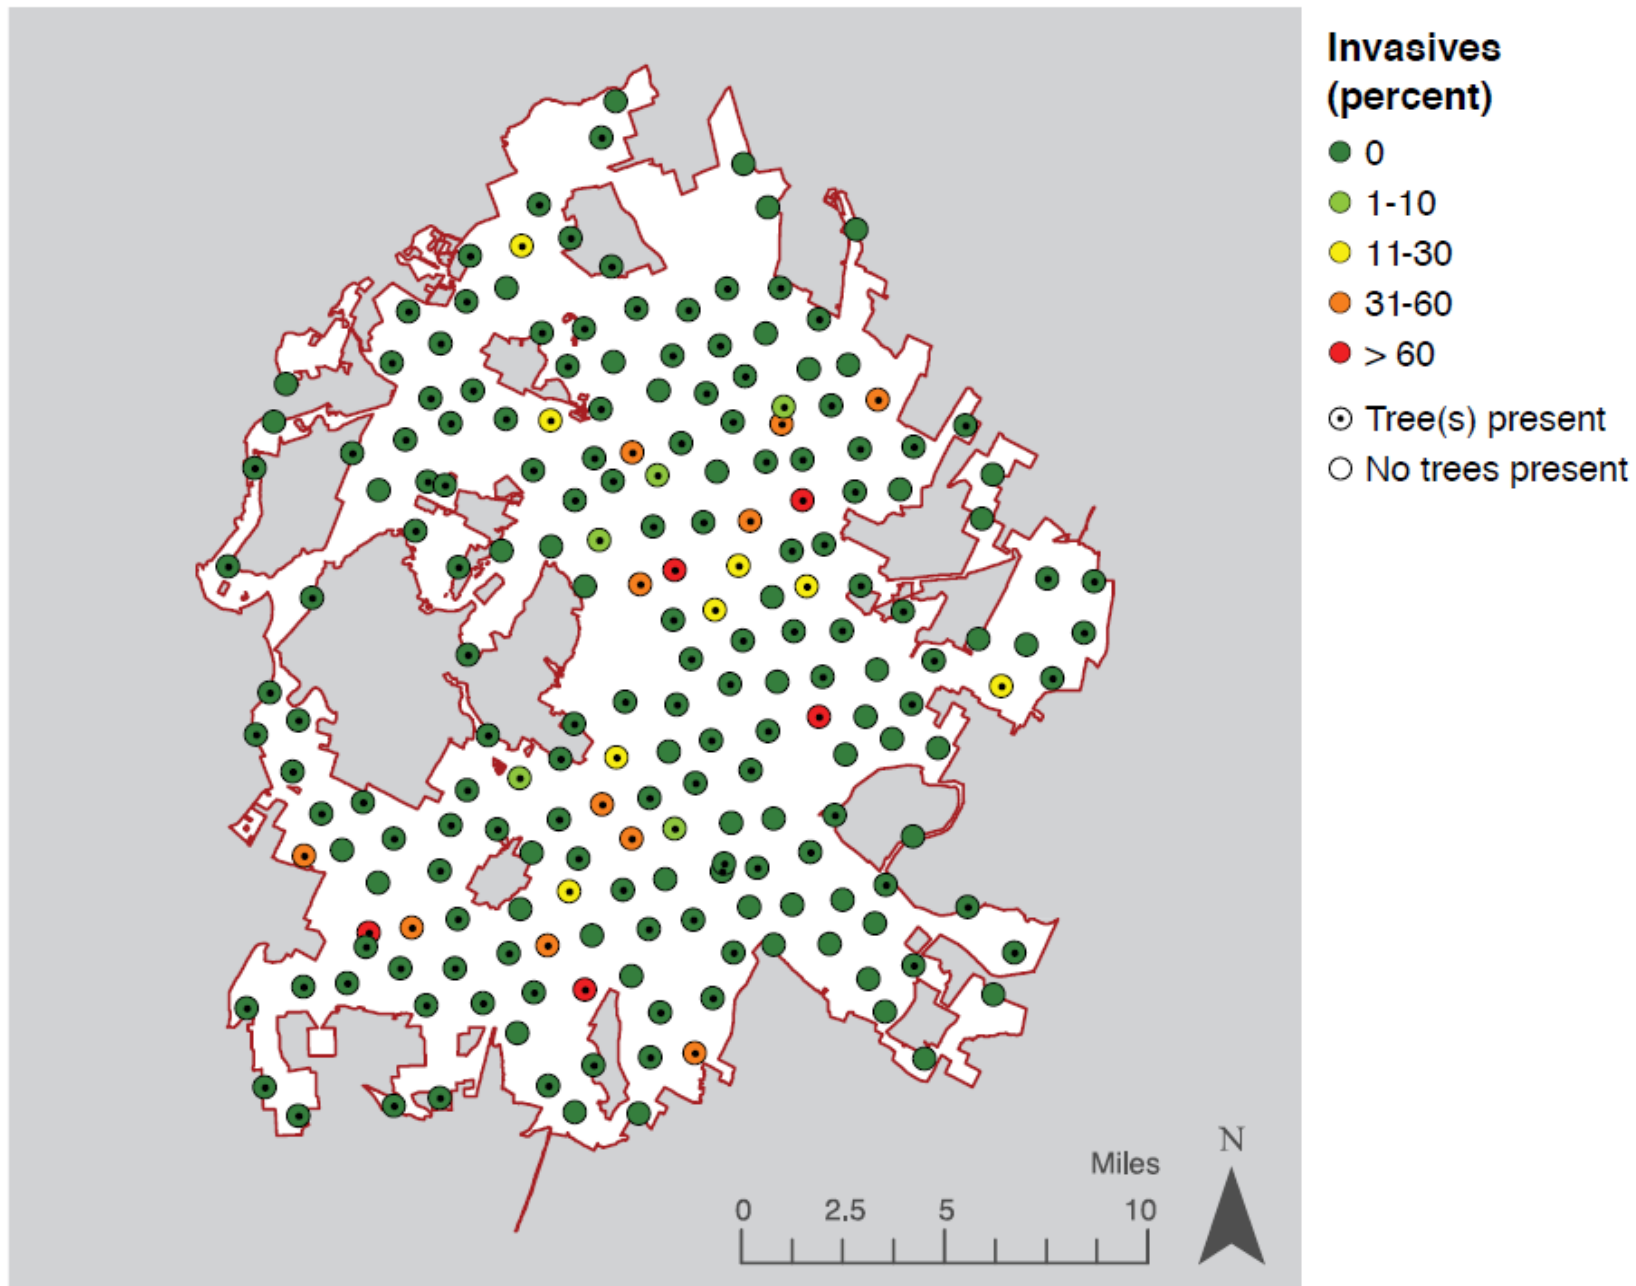 Invasives
(percent)
0
1-10
11-30
31-60
> 60
Tree(s) present
No trees present
N
Miles
0 2.5 5 10